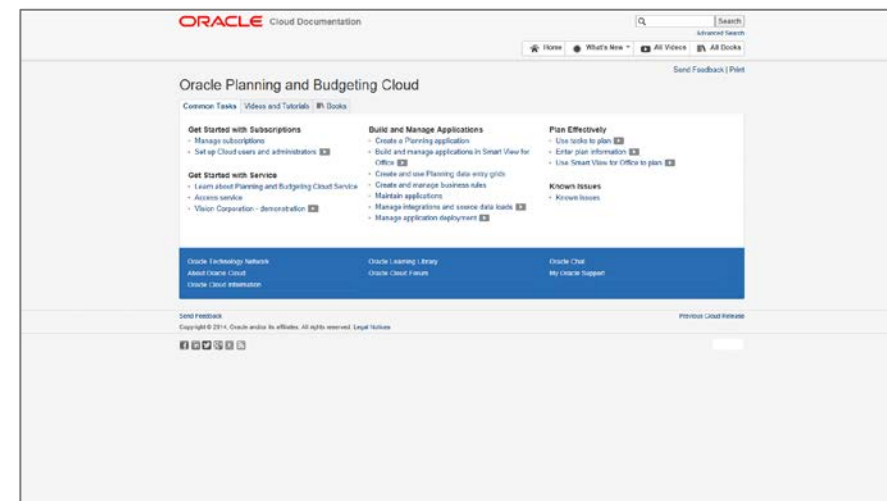 ORACLE Cloud Documentation
Search
Advanced Search
Home What's New All Videos All Books
Send Feedback | Print
Oracle Planning and Budgeting Cloud
Common Tasks Videos and Tutorials Books
Get Started with Subscriptions
Manage subscriptions
Set up Cloud users and administrators
Get Started with Service
Learn about Planning and Budgeting Cloud Service
Access service
Vision Corporation - demonstration
Build and Manage Applications
Create a Planning application
Build and manage applications in Smart View for
Office
Create and use Planning data entry grids
Create and manage business rules
Maintain applications
Manage integrations and source data loads
Manage application deployment
Plan Effectively
Use tasks to plan
Enter plan information
Use Smart View for Office to plan
Known Issues
Known Issues
Oracle Technology Network
About Oracle Cloud
Oracle Cloud Information
Oracle Learning Library
Oracle Cloud Forum
Oracle Chat
My Oracle Support
Send Feedback
Previous Cloud Release
Copyright © 2014, Oracle and/or its affiliates. All rights reserved. Legal Notices